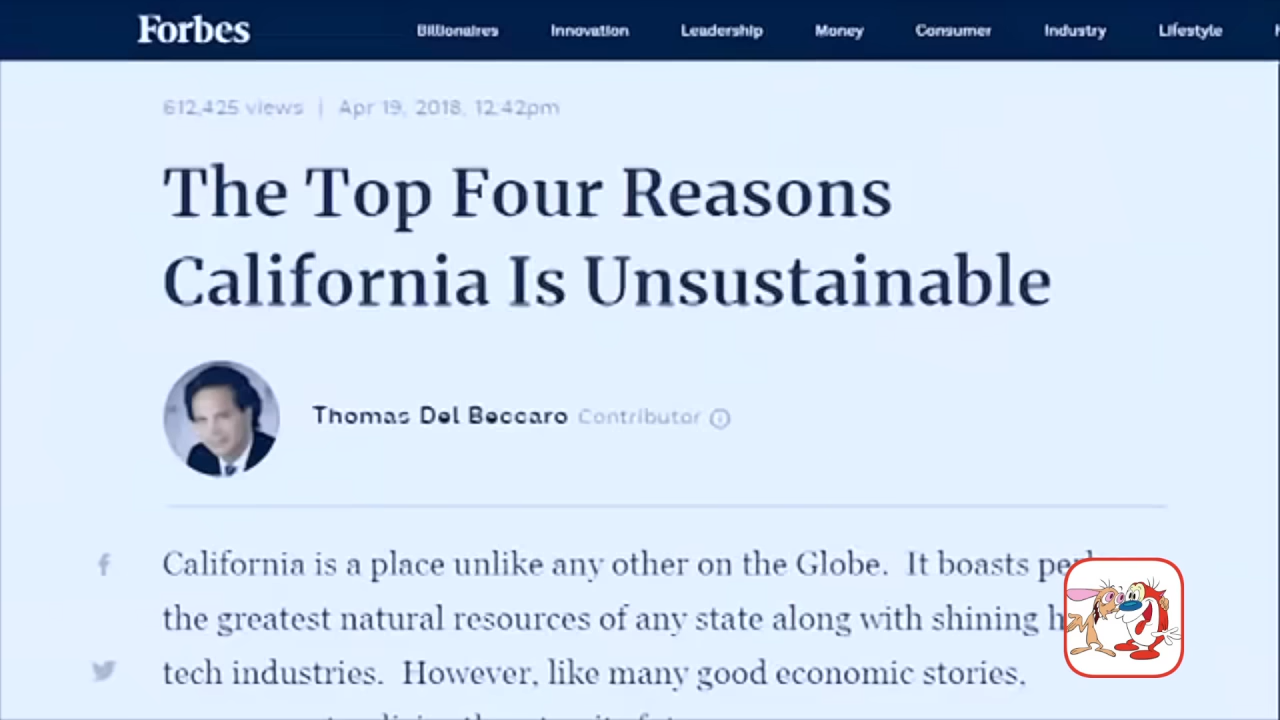 Forbes Billionaires Innovation Leadership Money Consumer Industry Lifestyle
612,425 views | Apr 19, 2018, 12:42pm
The Top Four Reasons
California Is Unsustainable
Thomas Del Beccaro Contributor
California is a place unlike any other on the Globe. It boasts
the greatest natural resources of any state along with shining
tech industries. However, like many good economic stories,